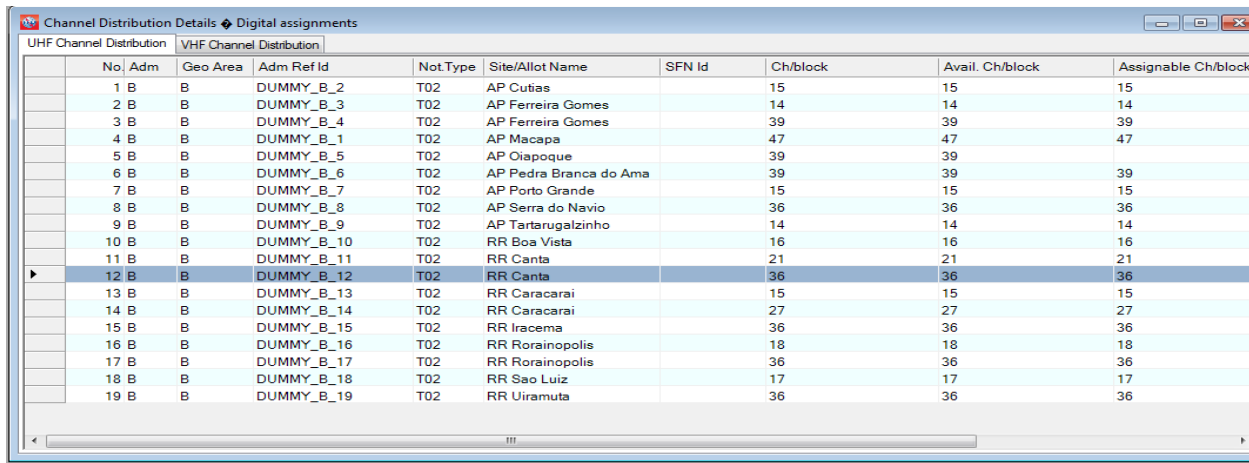 Channel Distribution Details � Digital assignments
UHF Channel Distribution VHF Channel Distribution
No. Adm Geo Area Adm Ref Id Not.Type Site/Allot Name SFN Id Ch/block Avail. Ch/block Assignable Ch/block
1 B B DUMMY_B_2 T02 AP Cutias 15 15 15
2 B B DUMMY_B_3 T02 AP Ferreira Gomes 14 14 14
3 B B DUMMY_B_4 T02 AP Ferreira Gomes 39 39 39
4 B B DUMMY_B_1 T02 AP Macapa 47 47 47
5 B B DUMMY_B_5 T02 AP Oiapoque 39 39
6 B B DUMMY_B_6 T02 AP Pedra Branca do Ama 39 39 39
7 B B DUMMY_B_7 T02 AP Porto Grande 15 15 15
8 B B DUMMY_B_8 T02 AP Serra do Navio 36 36 36
9 B B DUMMY_B_9 T02 AP Tartarugalzinho 14 14 14
10 B B DUMMY_B_10 T02 RR Boa Vista 16 16 16
11 B B DUMMY_B_11 T02 RR Canta 21 21 21
12 B B DUMMY_B_12 T02 RR Canta 36 36 36
13 B B DUMMY_B_13 T02 RR Caracarai 15 15 15
14 B B DUMMY_B_14 T02 RR Caracarai 27 27 27
15 B B DUMMY_B_15 T02 RR Iracema 36 36 36
16 B B DUMMY_B_16 T02 RR Rorainopolis 18 18 18
17 B B DUMMY_B_17 T02 RR Rorainopolis 36 36 36
18 B B DUMMY_B_18 T02 RR Sao Luiz 17 17 17
19 B B DUMMY_B_19 T02 RR Uiramuta 36 36 36